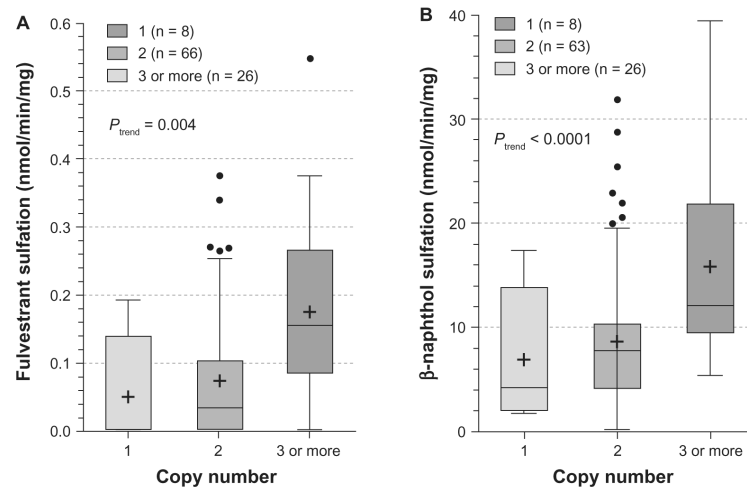 A
Fulvestrant sulfation (nmol/min/mg)
0.6
0.5
0.4
0.3
0.2
0.1
0.0
1 (n = 8)
2 (n = 66)
3 or more (n = 26)
Ptrend = 0.004
1 2 3 or more
Copy number
B
β-naphthol sulfation (nmol/min/mg)
40
30
20
10
0
1 (n = 8)
2 (n = 63)
3 or more (n = 26)
Ptrend < 0.0001
1 2 3 or more
Copy number